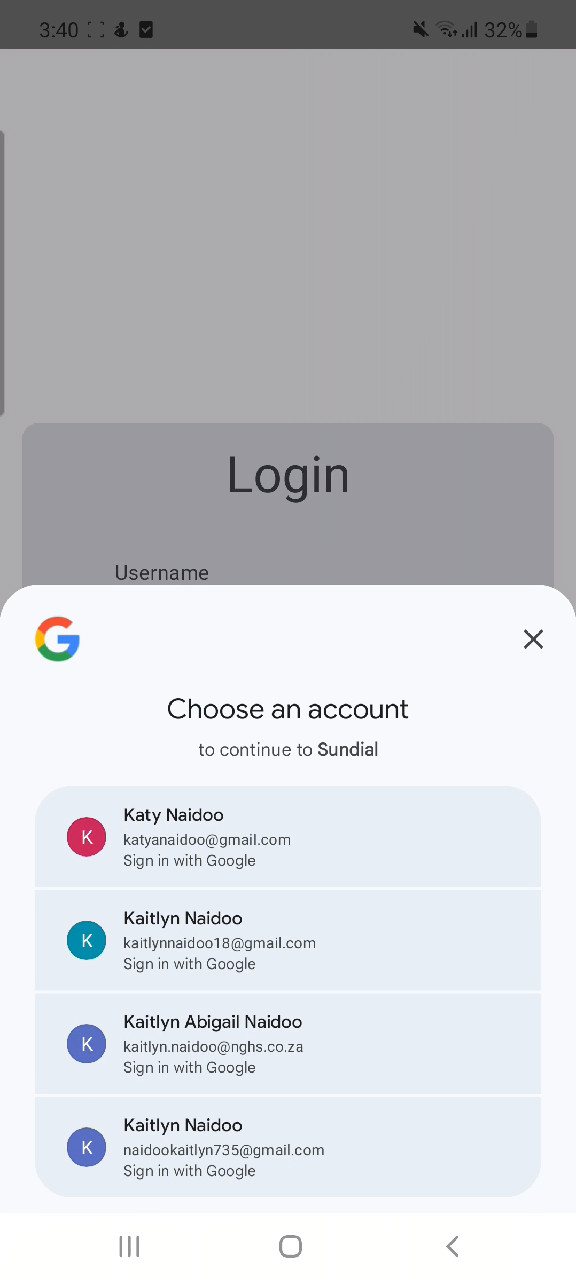 3:40 32%
Login
Username
Choose an account
to continue to Sundial
K Katy Naidoo
katyanaidoo@gmail.com
Sign in with Google
K Kaitlyn Naidoo
kaitlynnaidoo18@gmail.com
Sign in with Google
K Kaitlyn Abigail Naidoo
kaitlyn.naidoo@nghs.co.za
Sign in with Google
K Kaitlyn Naidoo
naidookaitlyn735@gmail.com
Sign in with Google